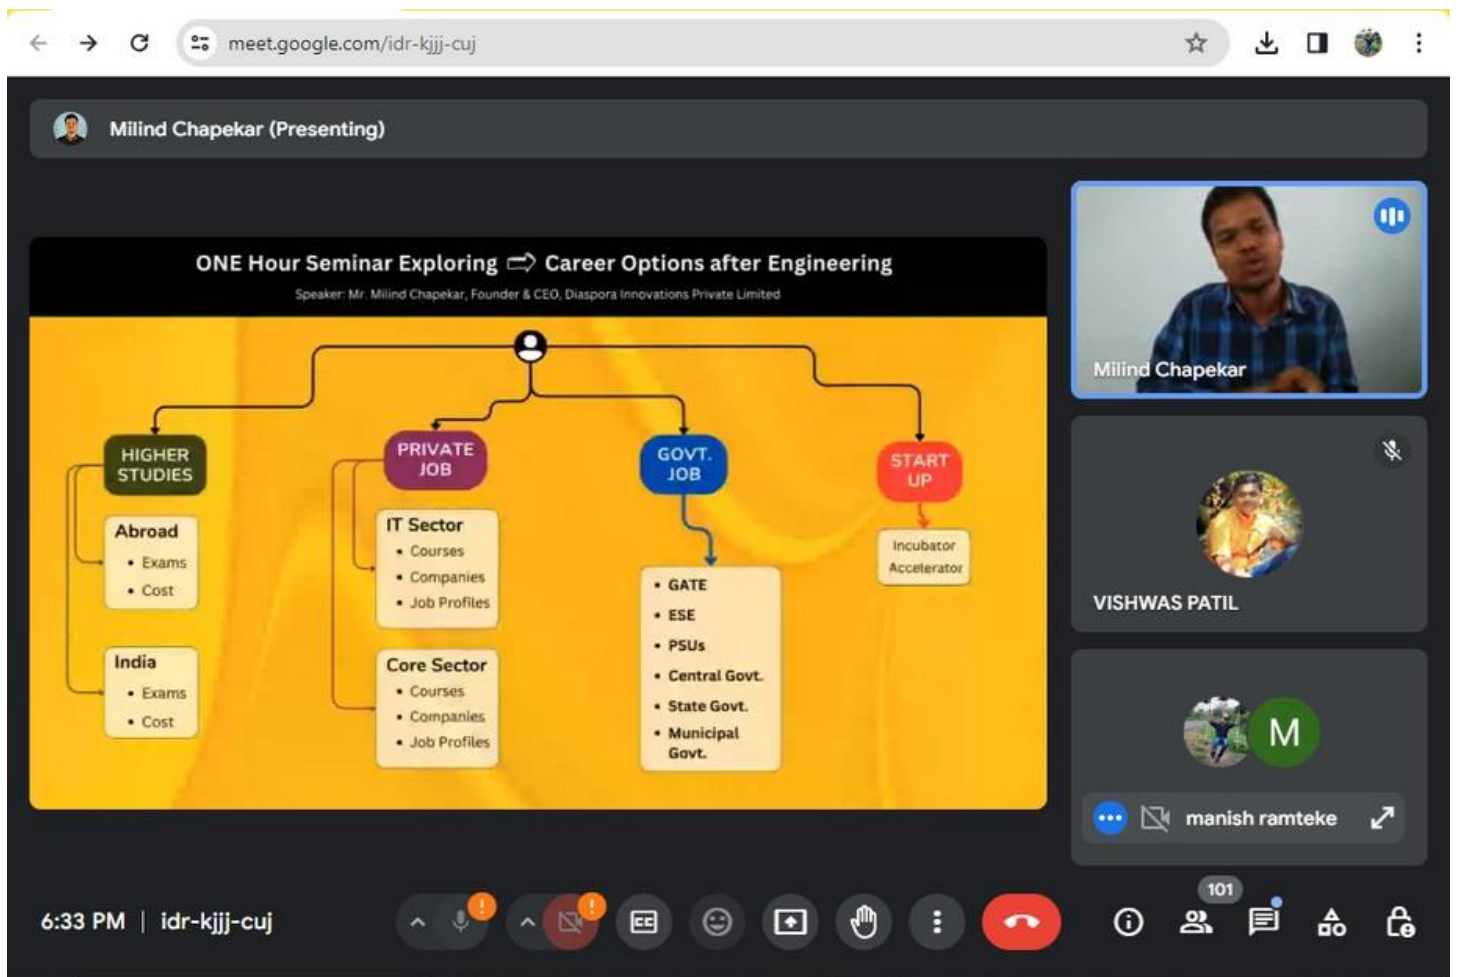 meet.google.com/idr-kjjj-cuj
Milind Chapekar (Presenting)
ONE Hour Seminar Exploring ⇨ Career Options after Engineering
Speaker: Mr. Milind Chapekar, Founder & CEO, Diaspora Innovations Private Limited
HIGHER
STUDIES
Abroad
• Exams
• Cost
India
• Exams
• Cost
PRIVATE
JOB
IT Sector
• Courses
• Companies
• Job Profiles
Core Sector
• Courses
• Companies
• Job Profiles
GOVT.
JOB
• GATE
• ESE
• PSUs
• Central Govt.
• State Govt.
• Municipal
Govt.
START
UP
Incubator
Accelerator
Milind Chapekar
VISHWAS PATIL
M
manish ramteke
6:33 PM | idr-kjjj-cuj
CC
101